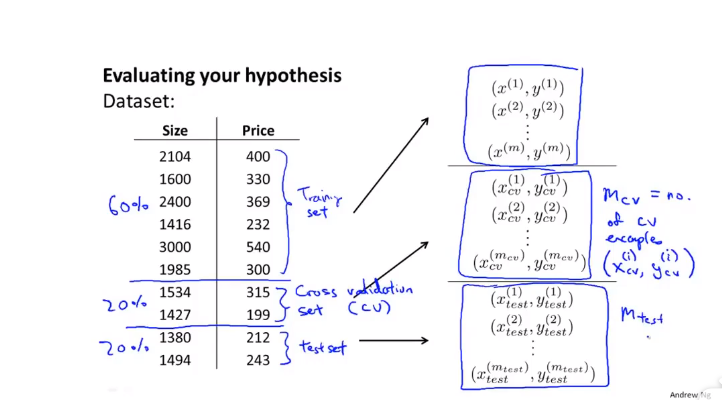 Evaluating your hypothesis
Dataset:
Size Price
2104 400
1600 330
2400 369
1416 232
3000 540
1985 300
1534 315
1427 199
1380 212
1494 243
60%
20%
20%
Training
set
Cross validation
set (CV)
test set
(x^{(1)}, y^{(1)})
(x^{(2)}, y^{(2)})
⋮
(x^{(m)}, y^{(m)})
(x_{cv}^{(1)}, y_{cv}^{(1)})
(x_{cv}^{(2)}, y_{cv}^{(2)})
⋮
(x_{cv}^{(m_{cv})}, y_{cv}^{(m_{cv})})
(x_{test}^{(1)}, y_{test}^{(1)})
(x_{test}^{(2)}, y_{test}^{(2)})
⋮
(x_{test}^{(m_{test})}, y_{test}^{(m_{test})})
m_{cv} = no.
of cv
examples
(x_{cv}^{(i)}, y_{cv}^{(i)})
m_{test}
Andrew Ng